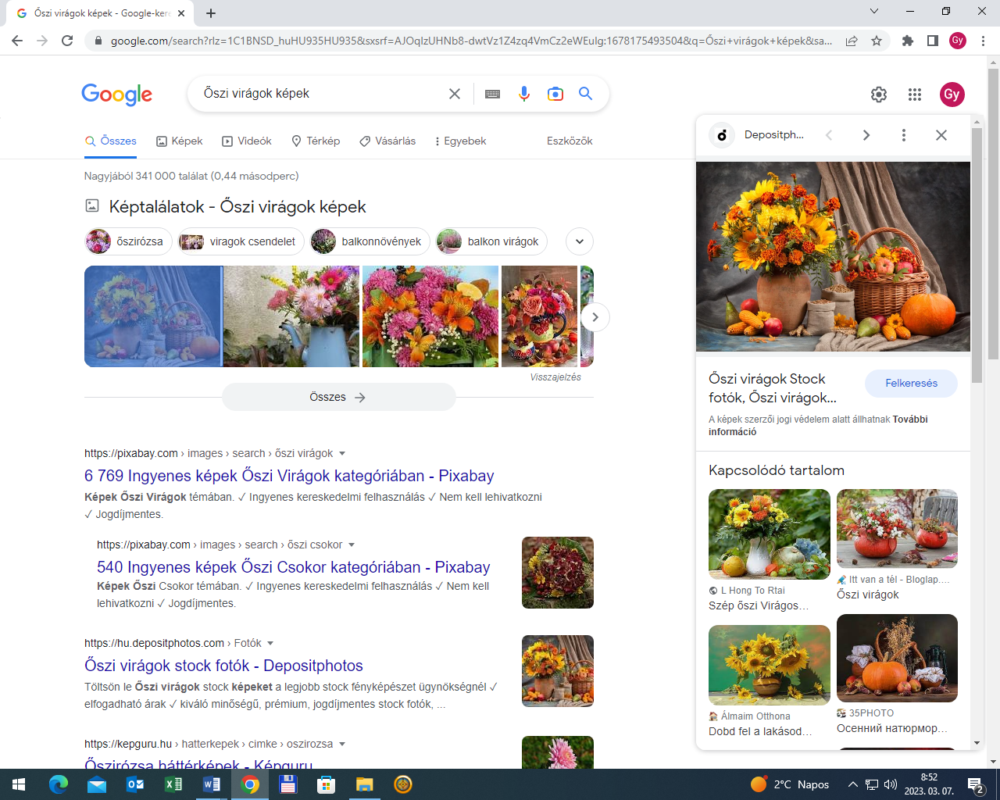 Őszi virágok képek - Google-kere
google.com/search?rlz=1C1BNSD_huHU935HU935&sxsrf=AJOqlzUHNb8-dwtVz1Z4zq4VmCz2eWEuIg:1678175493504&q=Őszi+virágok+képek&sa...
Gy
Google
Őszi virágok képek
Gy
Összes
Képek
Videók
Térkép
Vásárlás
Egyebek
Eszközök
Nagyjából 341 000 találat (0,44 másodperc)
Képtalálatok - Őszi virágok képek
őszirózsa
viragok csendelet
balkonnövények
balkon virágok
Visszajelzés
Összes
https://pixabay.com › images › search › őszi virágok
6 769 Ingyenes képek Őszi Virágok kategóriában - Pixabay
Képek Őszi Virágok témában. ✓ Ingyenes kereskedelmi felhasználás ✓ Nem kell lehivatkozni
✓ Jogdíjmentes.
https://pixabay.com › images › search › őszi csokor
540 Ingyenes képek Őszi Csokor kategóriában - Pixabay
Képek Őszi Csokor témában. ✓ Ingyenes kereskedelmi felhasználás ✓ Nem kell
lehivatkozni ✓ Jogdíjmentes.
https://hu.depositphotos.com › Fotók
Őszi virágok stock fotók - Depositphotos
Töltsön le Őszi virágok stock képeket a legjobb stock fényképészet ügynökségnél ✓
elfogadható árak ✓ kiváló minőségű, prémium, jogdíjmentes stock fotók, ...
https://kepguru.hu › hatterkepek › cimke › oszirozsa
Őszirózsa háttérképek - Képguru
Depositph...
Őszi virágok Stock
fotók, Őszi virágok...
Felkeresés
A képek szerzői jogi védelem alatt állhatnak További
információ
Kapcsolódó tartalom
L Hong To Rtai
Szép őszi Virágos...
Itt van a tél - Bloglap....
Őszi virágok
Álmaim Otthona
Dobd fel a lakásod...
35PHOTO
Осенний натюрмор...
2°C Napos
8:52
2023. 03. 07.
2